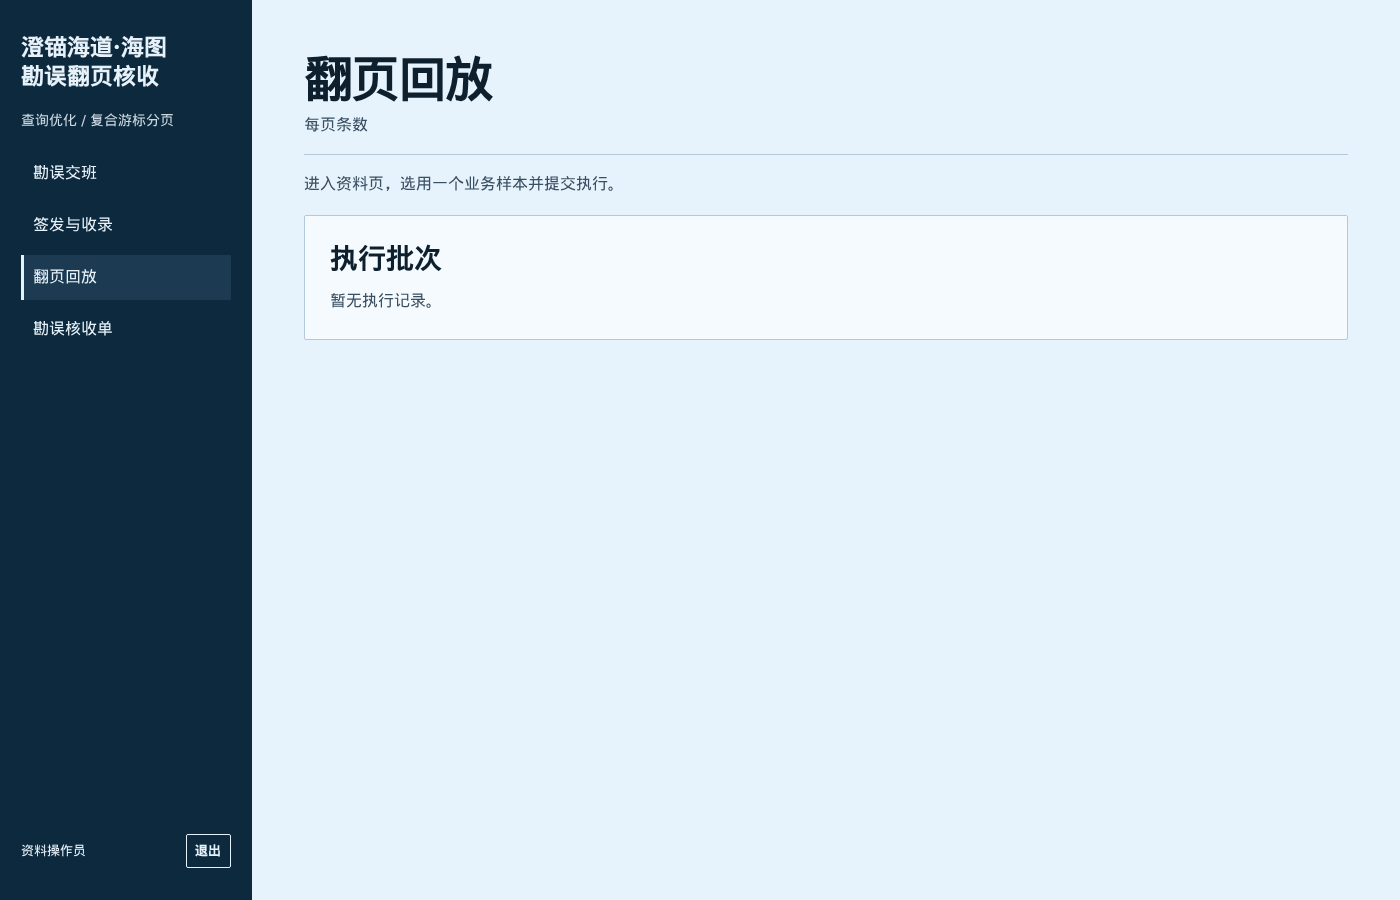 澄锚海道·海图
勘误翻页核收
查询优化 / 复合游标分页
勘误交班
签发与收录
翻页回放
勘误核收单
资料操作员
退出
翻页回放
每页条数
进入资料页，选用一个业务样本并提交执行。
执行批次
暂无执行记录。